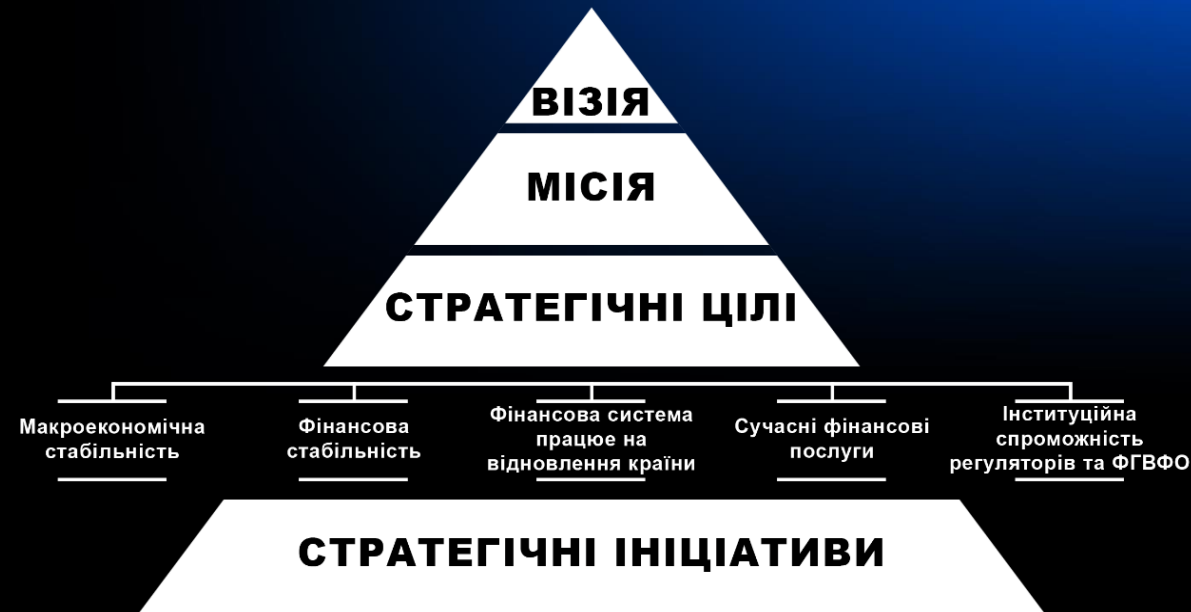 ВІЗІЯ
МІСІЯ
СТРАТЕГІЧНІ ЦІЛІ
Макроекономічна
стабільність
Фінансова
стабільність
Фінансова система
працює на
відновлення країни
Сучасні фінансові
послуги
Інституційна
спроможність
регуляторів та ФГВФО
СТРАТЕГІЧНІ ІНІЦІАТИВИ